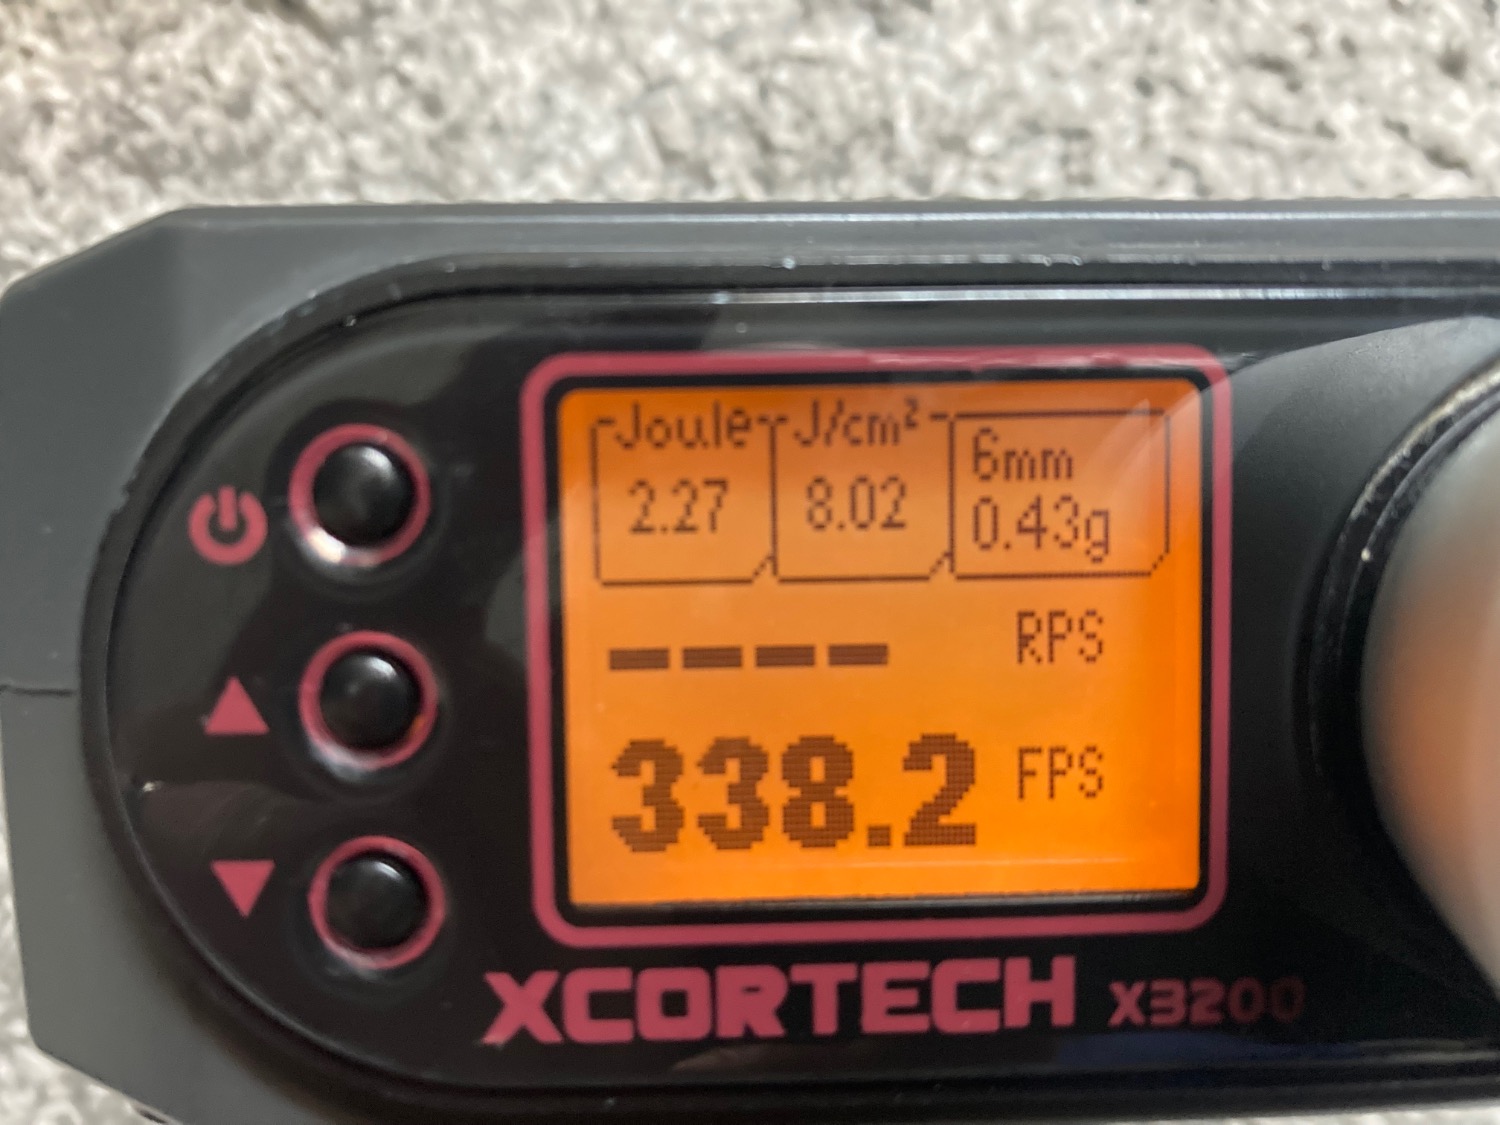 Joule J/cm² 6mm
2.27 8.02 0.43g
---- RPS
338.2 FPS
XCORTECH X3200